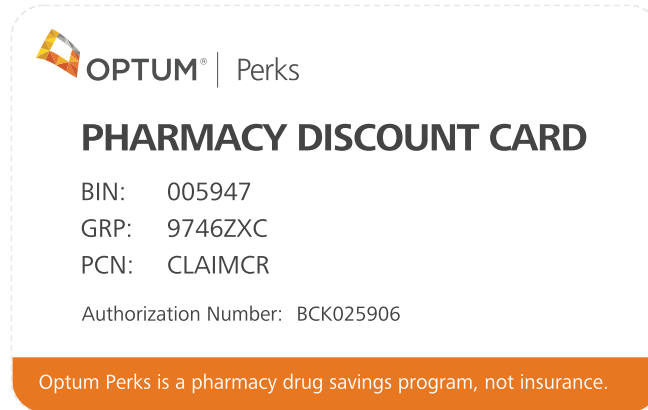 OPTUM® | Perks
PHARMACY DISCOUNT CARD
BIN: 005947
GRP: 9746ZXC
PCN: CLAIMCR
Authorization Number: BCK025906
Optum Perks is a pharmacy drug savings program, not insurance.